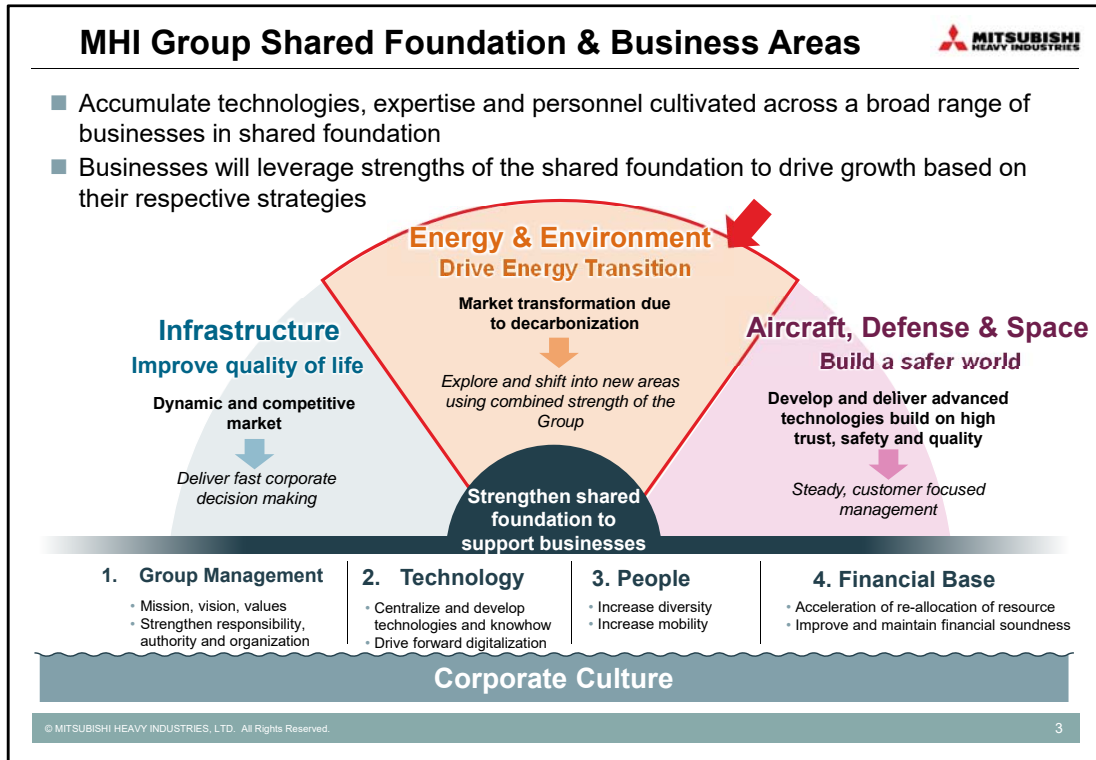 MHI Group Shared Foundation & Business Areas
MITSUBISHI
HEAVY INDUSTRIES
Accumulate technologies, expertise and personnel cultivated across a broad range of
businesses in shared foundation
Businesses will leverage strengths of the shared foundation to drive growth based on
their respective strategies
Energy & Environment
Drive Energy Transition
Market transformation due
to decarbonization
Explore and shift into new areas
using combined strength of the
Group
Infrastructure
Improve quality of life
Dynamic and competitive
market
Deliver fast corporate
decision making
Aircraft, Defense & Space
Build a safer world
Develop and deliver advanced
technologies build on high
trust, safety and quality
Steady, customer focused
management
Strengthen shared
foundation to
support businesses
1. Group Management
• Mission, vision, values
• Strengthen responsibility,
authority and organization
2. Technology
• Centralize and develop
technologies and knowhow
• Drive forward digitalization
3. People
• Increase diversity
• Increase mobility
4. Financial Base
• Acceleration of re-allocation of resource
• Improve and maintain financial soundness
Corporate Culture
© MITSUBISHI HEAVY INDUSTRIES, LTD. All Rights Reserved.
3